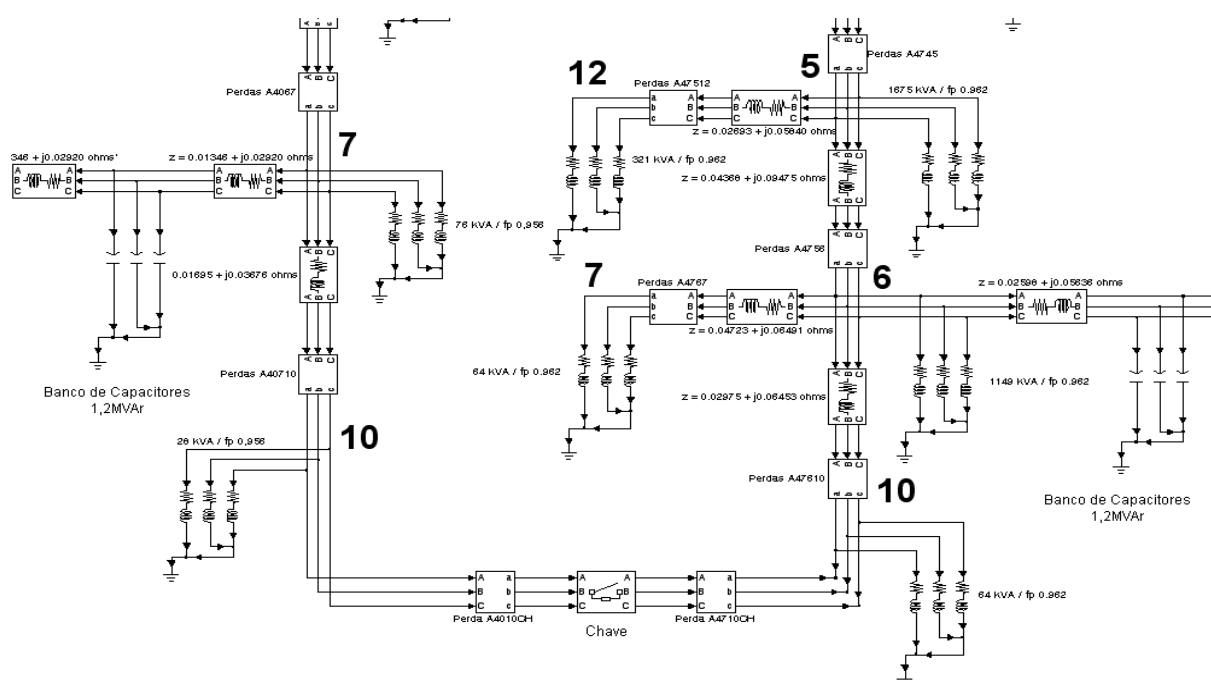 Perdas A4745
12
5
Perdas A47512
1675 kVA / fp 0.962
Perdas A4067
7
z = 0.02693 + j0.05840 ohms
346 + j0.02920 ohms'
z = 0.01346 + j0.02920 ohms
321 kVA / fp 0.962
z = 0.04368 + j0.09475 ohms
76 kVA / fp 0,956
Perdas A4756
0.01695 + j0.03676 ohms
7
Perdas A4767
6
z = 0.02598 + j0.05636 ohms
z = 0.04723 + j0.06491 ohms
Perdas A40710
64 kVA / fp 0.962
1149 kVA / fp 0.962
Banco de Capacitores
1,2MVAr
z = 0.02975 + j0.06453 ohms
28 kVA / fp 0,956
10
Perdas A47610
10
Banco de Capacitores
1,2MVAr
64 kVA / fp 0.962
Perda A4010CH
Chave
Perda A4710CH